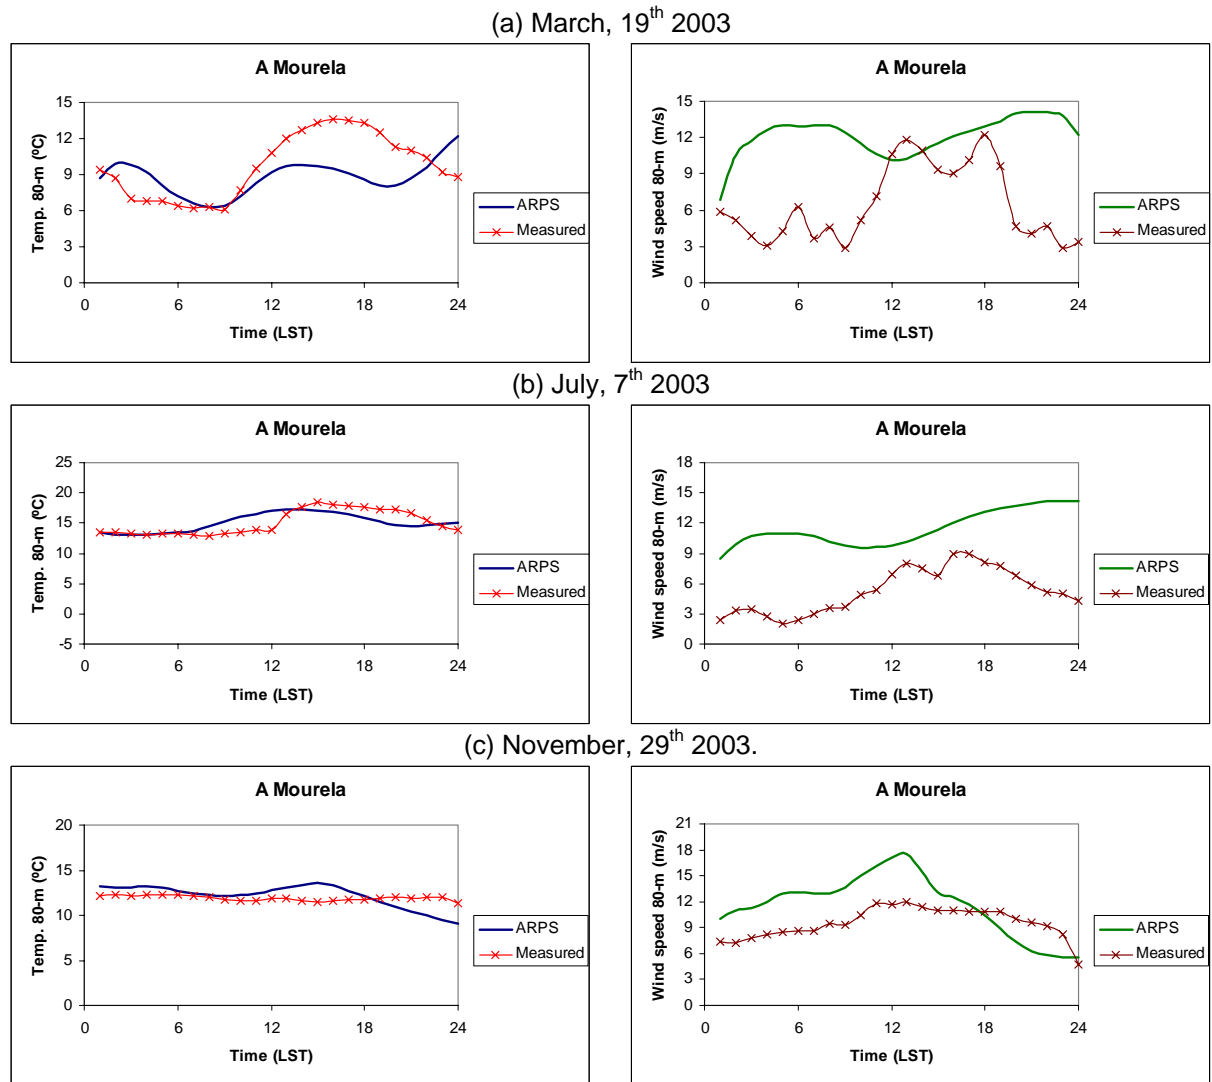 (a) March, 19th 2003
A Mourela
Temp. 80-m (ºC)
15
12
9
6
3
0
0 6 12 18 24
Time (LST)
ARPS
Measured
A Mourela
Wind speed 80-m (m/s)
15
12
9
6
3
0
0 6 12 18 24
Time (LST)
ARPS
Measured
(b) July, 7th 2003
A Mourela
Temp. 80-m (ºC)
25
20
15
10
5
0
-5
0 6 12 18 24
Time (LST)
ARPS
Measured
A Mourela
Wind speed 80-m (m/s)
18
15
12
9
6
3
0
0 6 12 18 24
Time (LST)
ARPS
Measured
(c) November, 29th 2003.
A Mourela
Temp. 80-m (ºC)
20
15
10
5
0
0 6 12 18 24
Time (LST)
ARPS
Measured
A Mourela
Wind speed 80-m (m/s)
21
18
15
12
9
6
3
0
0 6 12 18 24
Time (LST)
ARPS
Measured